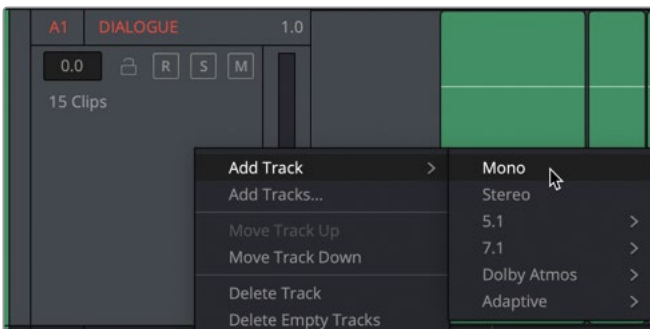 A1 DIALOGUE 1.0
0.0 R S M
15 Clips
Add Track
Add Tracks...
Move Track Up
Move Track Down
Delete Track
Delete Empty Tracks
Mono
Stereo
5.1
7.1
Dolby Atmos
Adaptive